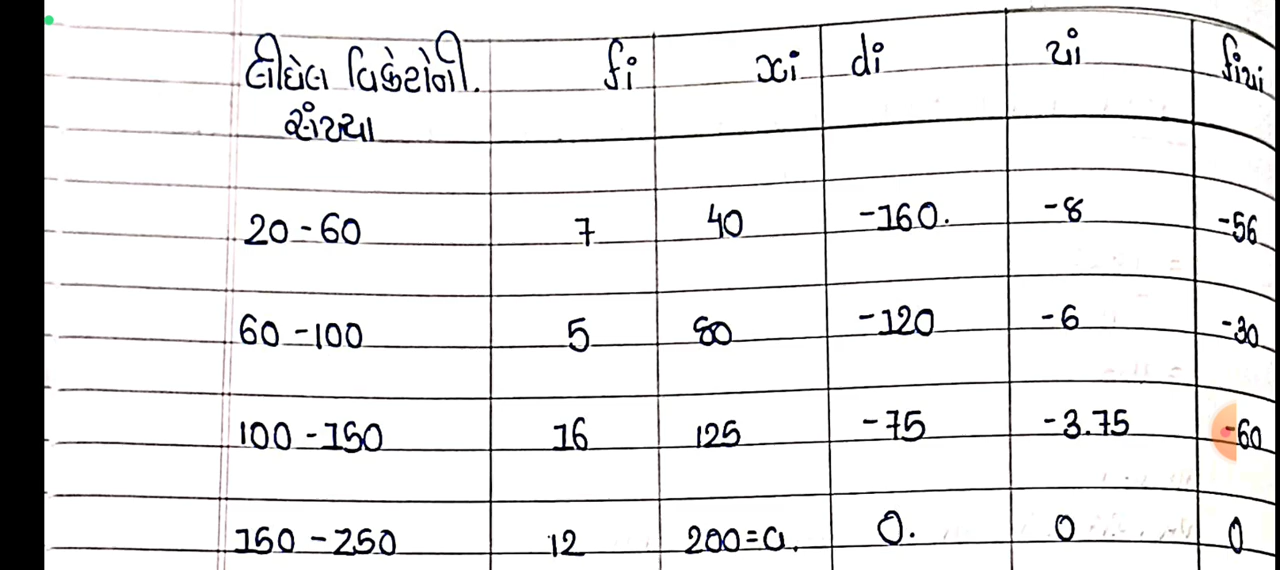 લીધેલ વિકેટોની. fi xi di ui fiui
સંખ્યા
20-60 7 40 -160. -8 -56
60-100 5 80 -120 -6 -30
100-150 16 125 -75 -3.75 -60
150-250 12 200=a. 0. 0 0